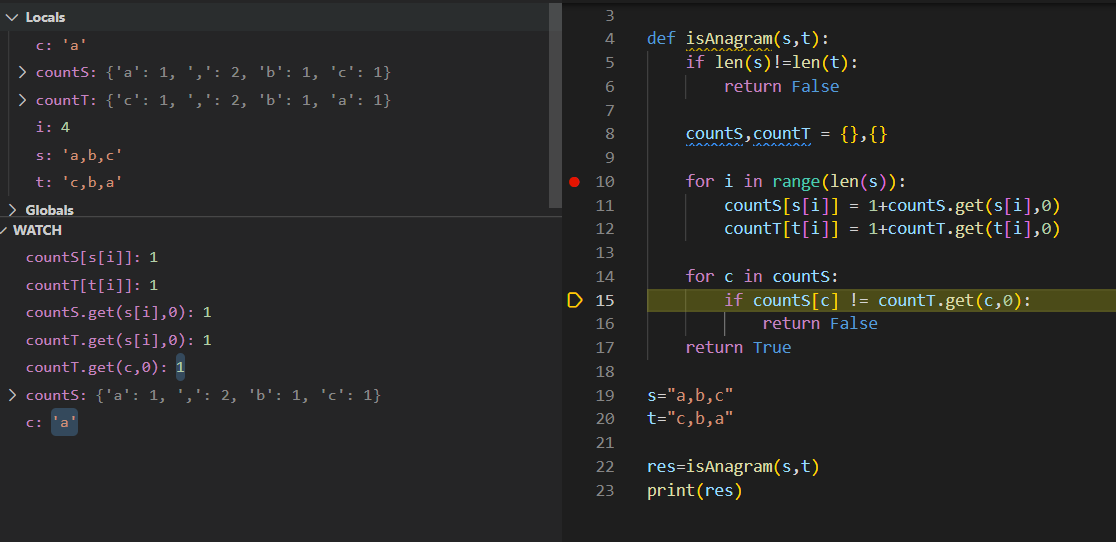 Locals
c: 'a'
countS: {'a': 1, ',': 2, 'b': 1, 'c': 1}
countT: {'c': 1, ',': 2, 'b': 1, 'a': 1}
i: 4
s: 'a,b,c'
t: 'c,b,a'
Globals
WATCH
countS[s[i]]: 1
countT[t[i]]: 1
countS.get(s[i],0): 1
countT.get(s[i],0): 1
countT.get(c,0): 1
countS: {'a': 1, ',': 2, 'b': 1, 'c': 1}
c: 'a'
3
4 def isAnagram(s,t):
5 if len(s)!=len(t):
6 return False
7
8 countS,countT = {},{}
9
10 for i in range(len(s)):
11 countS[s[i]] = 1+countS.get(s[i],0)
12 countT[t[i]] = 1+countT.get(t[i],0)
13
14 for c in countS:
15 if countS[c] != countT.get(c,0):
16 return False
17 return True
18
19 s="a,b,c"
20 t="c,b,a"
21
22 res=isAnagram(s,t)
23 print(res)